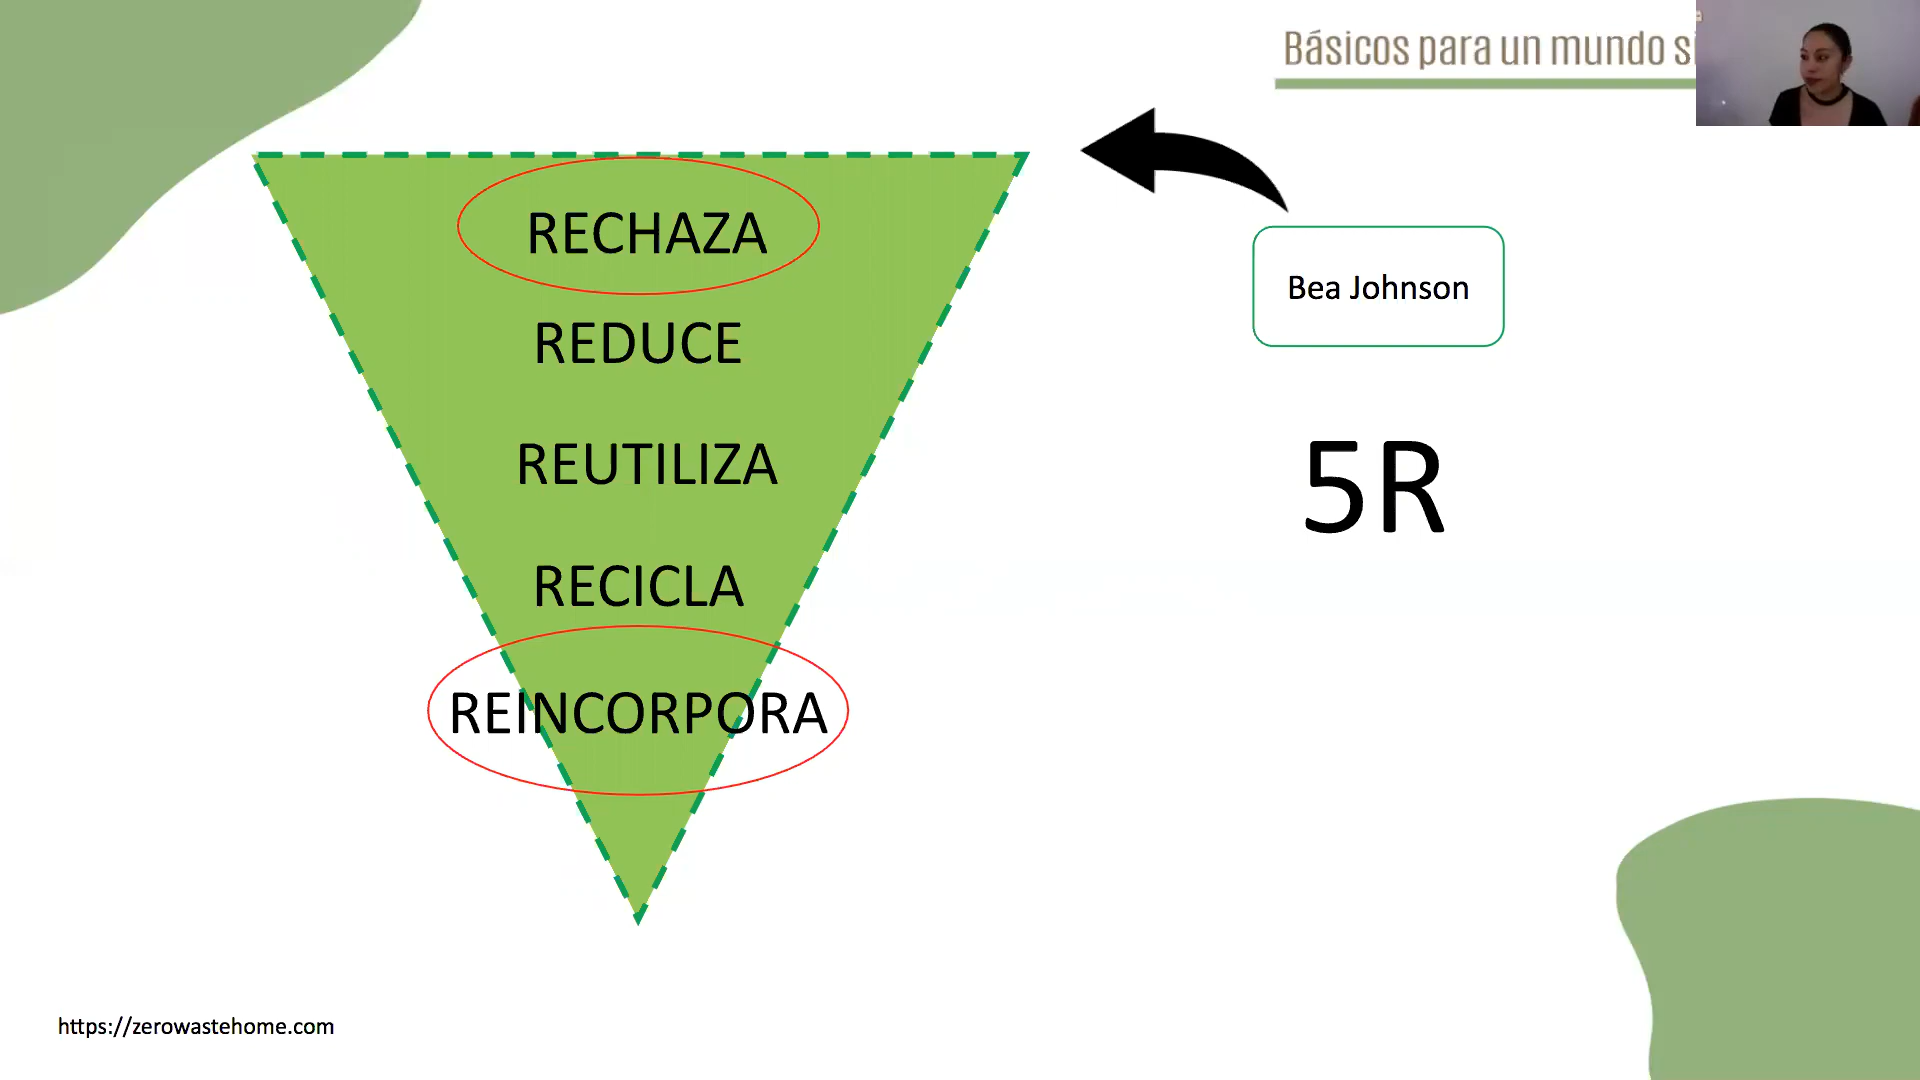 Básicos para un mundo
RECHAZA
REDUCE
REUTILIZA
RECICLA
REINCORPORA
Bea Johnson
5R
https://zerowastehome.com